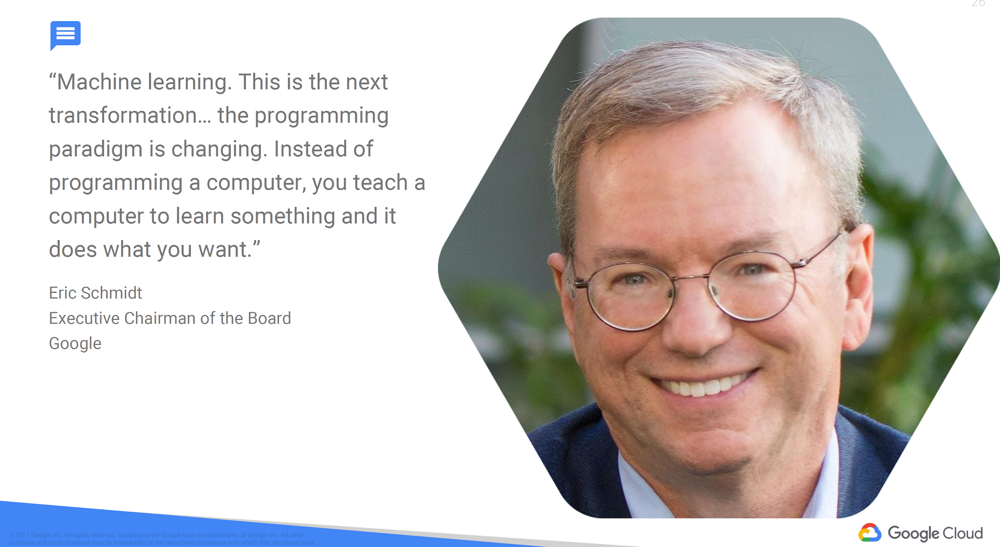 26
“Machine learning. This is the next
transformation... the programming
paradigm is changing. Instead of
programming a computer, you teach a
computer to learn something and it
does what you want.”
Eric Schmidt
Executive Chairman of the Board
Google
© 2017 Google Inc. All rights reserved. Google and the Google logo are trademarks of Google Inc. All other
company and product names may be trademarks of the respective companies with which they are associated.
Google Cloud